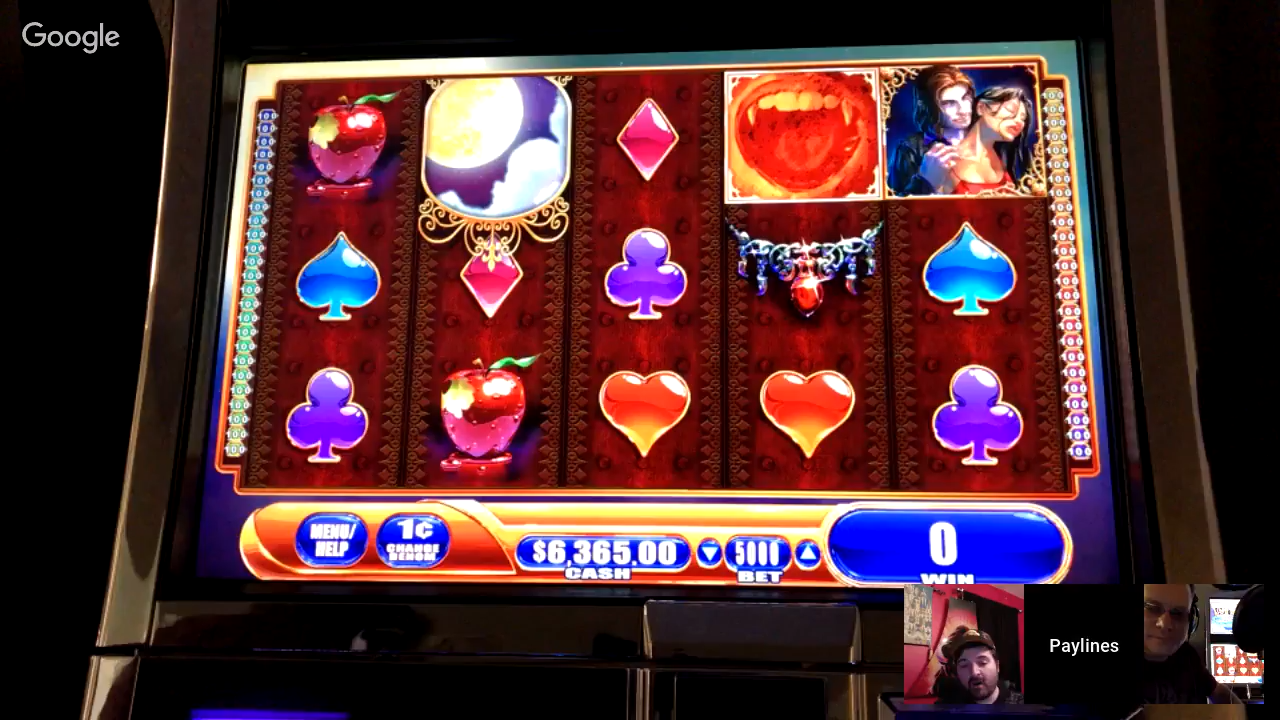 Google
MENU/
HELP
1¢
CHANGE
DENOM
$6,365.00
CASH
5000
BET
0
WIN
Paylines